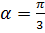 α = π/3